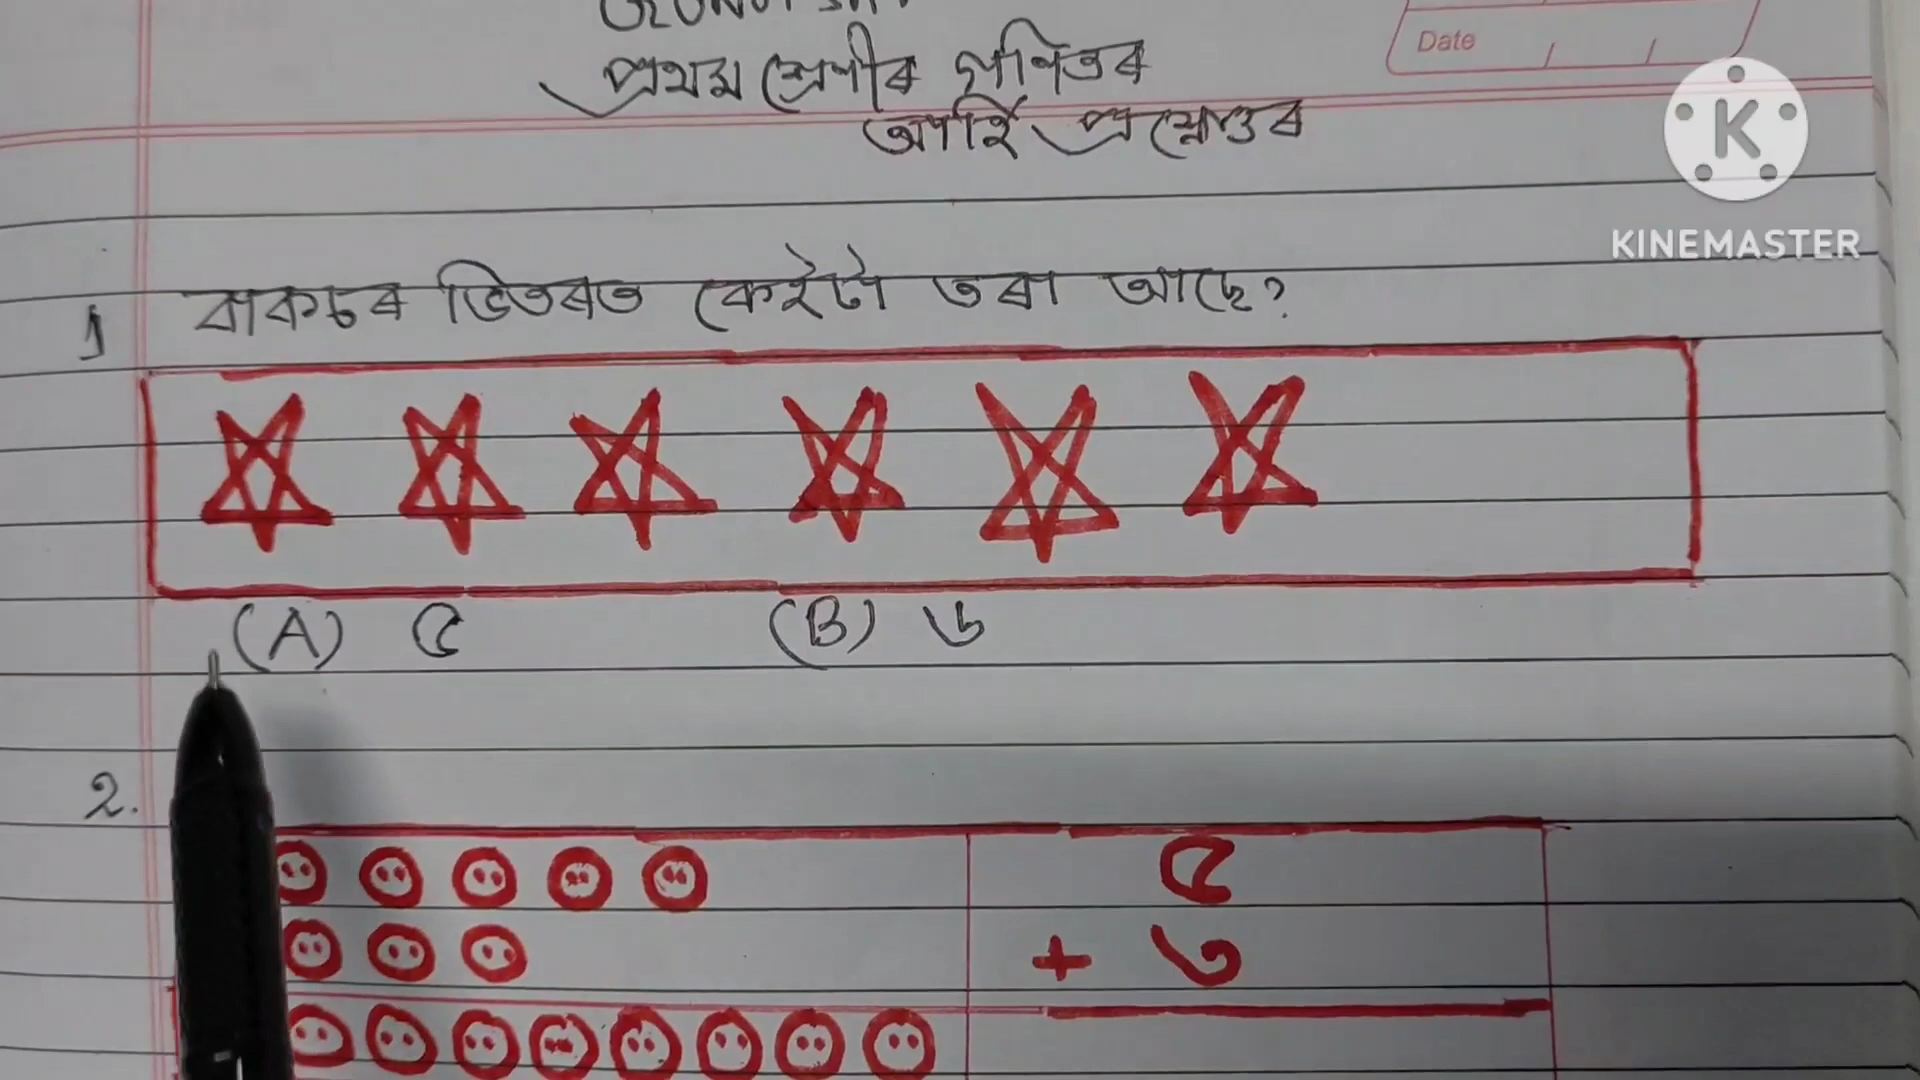 প্ৰথম শ্ৰেণীৰ গণিতৰ
আৰ্হি প্ৰশ্নোত্তৰ
Date
K
KINEMASTER
1 বাকচৰ ভিতৰত কেইটা তৰা আছে?
(A) ৫ (B) ৬
2.
৫
+ ৩